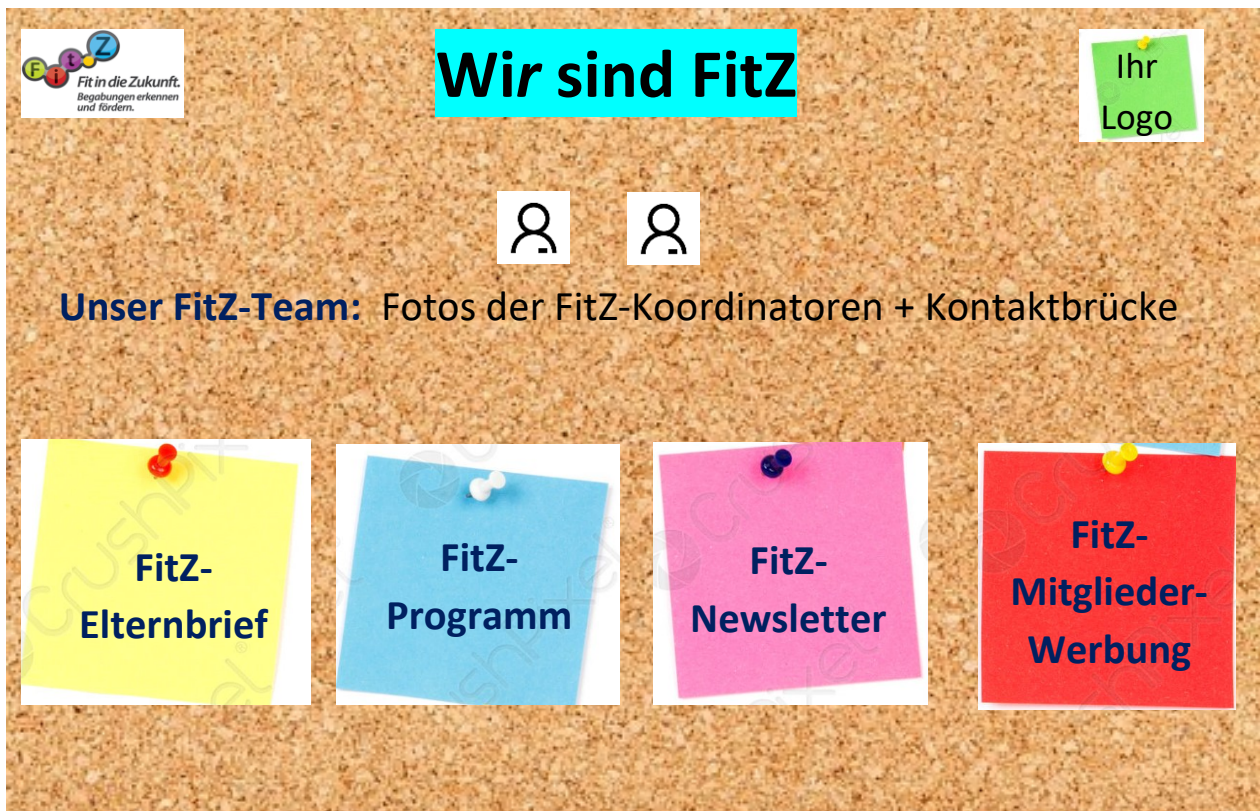 FitZ
Fit in die Zukunft.
Begabungen erkennen
und fördern.
Wir sind FitZ
Ihr
Logo
Unser FitZ-Team: Fotos der FitZ-Koordinatoren + Kontaktbrücke
FitZ-
Elternbrief
FitZ-
Programm
FitZ-
Newsletter
FitZ-
Mitglieder-
Werbung